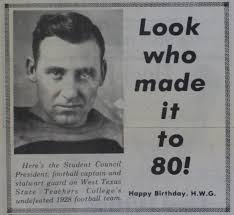 Look
who
made
it
to
80!
Here's the Student Council
President, football captain and
stalwart guard on West Texas
State Teachers College's
undefeated 1928 football team.
Happy Birthday, H.W.G.